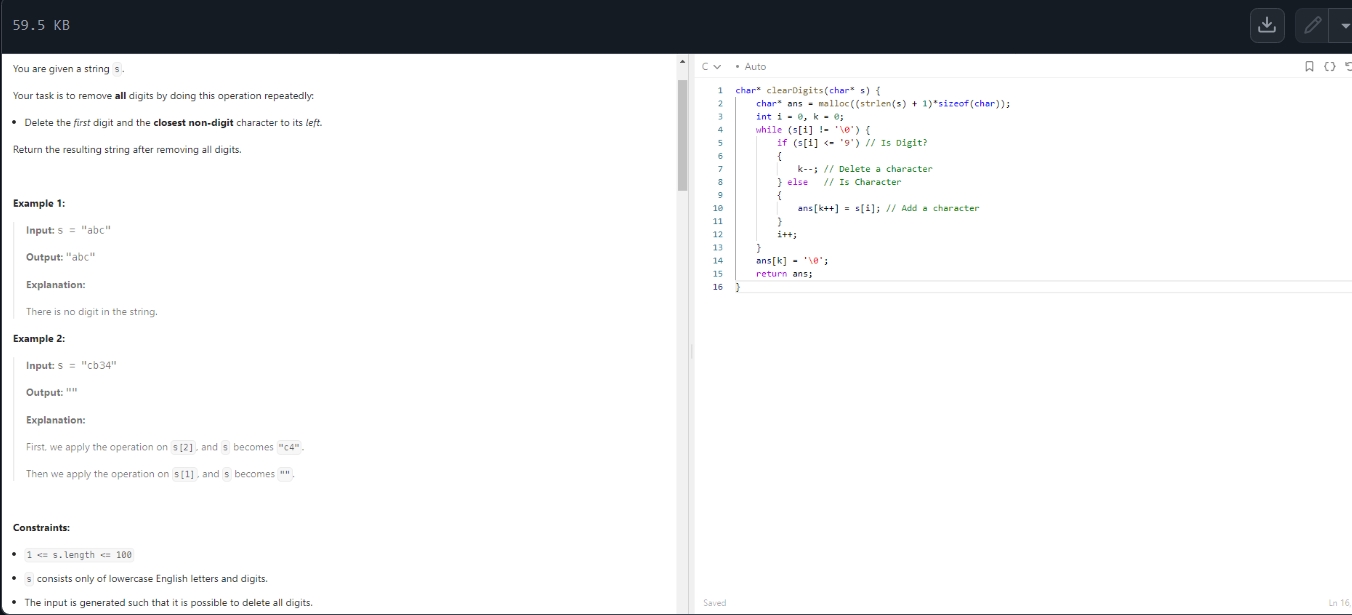 59.5 KB
You are given a string s.
Your task is to remove all digits by doing this operation repeatedly:
• Delete the first digit and the closest non-digit character to its left.
Return the resulting string after removing all digits.
Example 1:
Input: s = "abc"
Output: "abc"
Explanation:
There is no digit in the string.
Example 2:
Input: s = "cb34"
Output: ""
Explanation:
First, we apply the operation on s[2], and s becomes "c4".
Then we apply the operation on s[1], and s becomes "".
Constraints:
• 1 <= s.length <= 100
• s consists only of lowercase English letters and digits.
• The input is generated such that it is possible to delete all digits.
C • Auto
1 char* clearDigits(char* s) {
2 char* ans = malloc((strlen(s) + 1)*sizeof(char));
3 int i = 0, k = 0;
4 while (s[i] != '\0') {
5 if (s[i] <= '9') // Is Digit?
6 {
7 k--; // Delete a character
8 } else // Is Character
9 {
10 ans[k++] = s[i]; // Add a character
11 }
12 i++;
13 }
14 ans[k] = '\0';
15 return ans;
16 }
Saved
Ln 16,